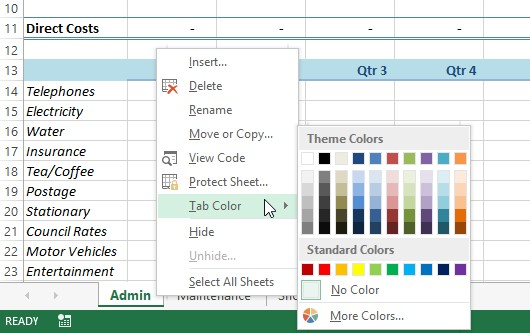 10
11 Direct Costs - - - -
12
13 Qtr 3 Qtr 4
14 Telephones
15 Electricity
16 Water
17 Insurance
18 Tea/Coffee
19 Postage
20 Stationary
21 Council Rates
22 Motor Vehicles
23 Entertainment
Insert...
Delete
Rename
Move or Copy...
View Code
Protect Sheet...
Tab Color
Hide
Unhide...
Select All Sheets
Theme Colors
Standard Colors
No Color
More Colors...
Admin Maintenance
READY